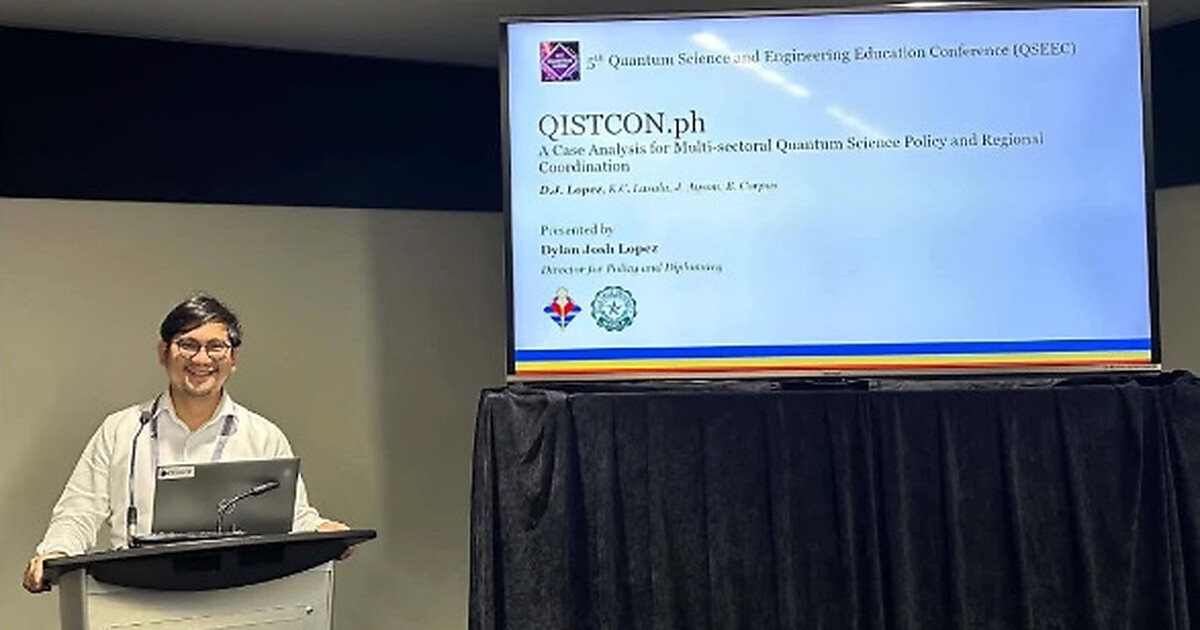 5th Quantum Science and Engineering Education Conference (QSEEC)
QISTCON.ph
A Case Analysis for Multi-sectoral Quantum Science Policy and Regional
Coordination
D.J. Lopez, E. Corpuz
Presented by
Dylan Josh Lopez
Director for Policy and Diplomacy